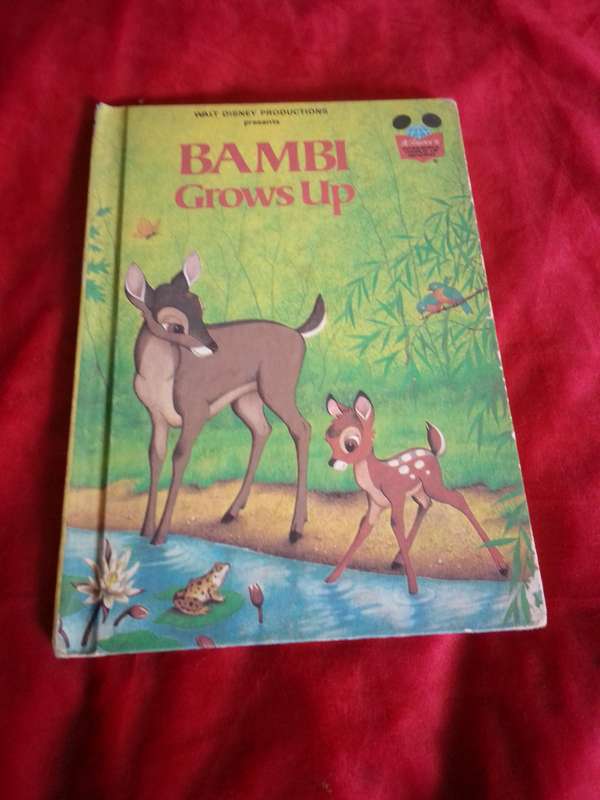 WALT DISNEY PRODUCTIONS
presents
BAMBI
Grows Up